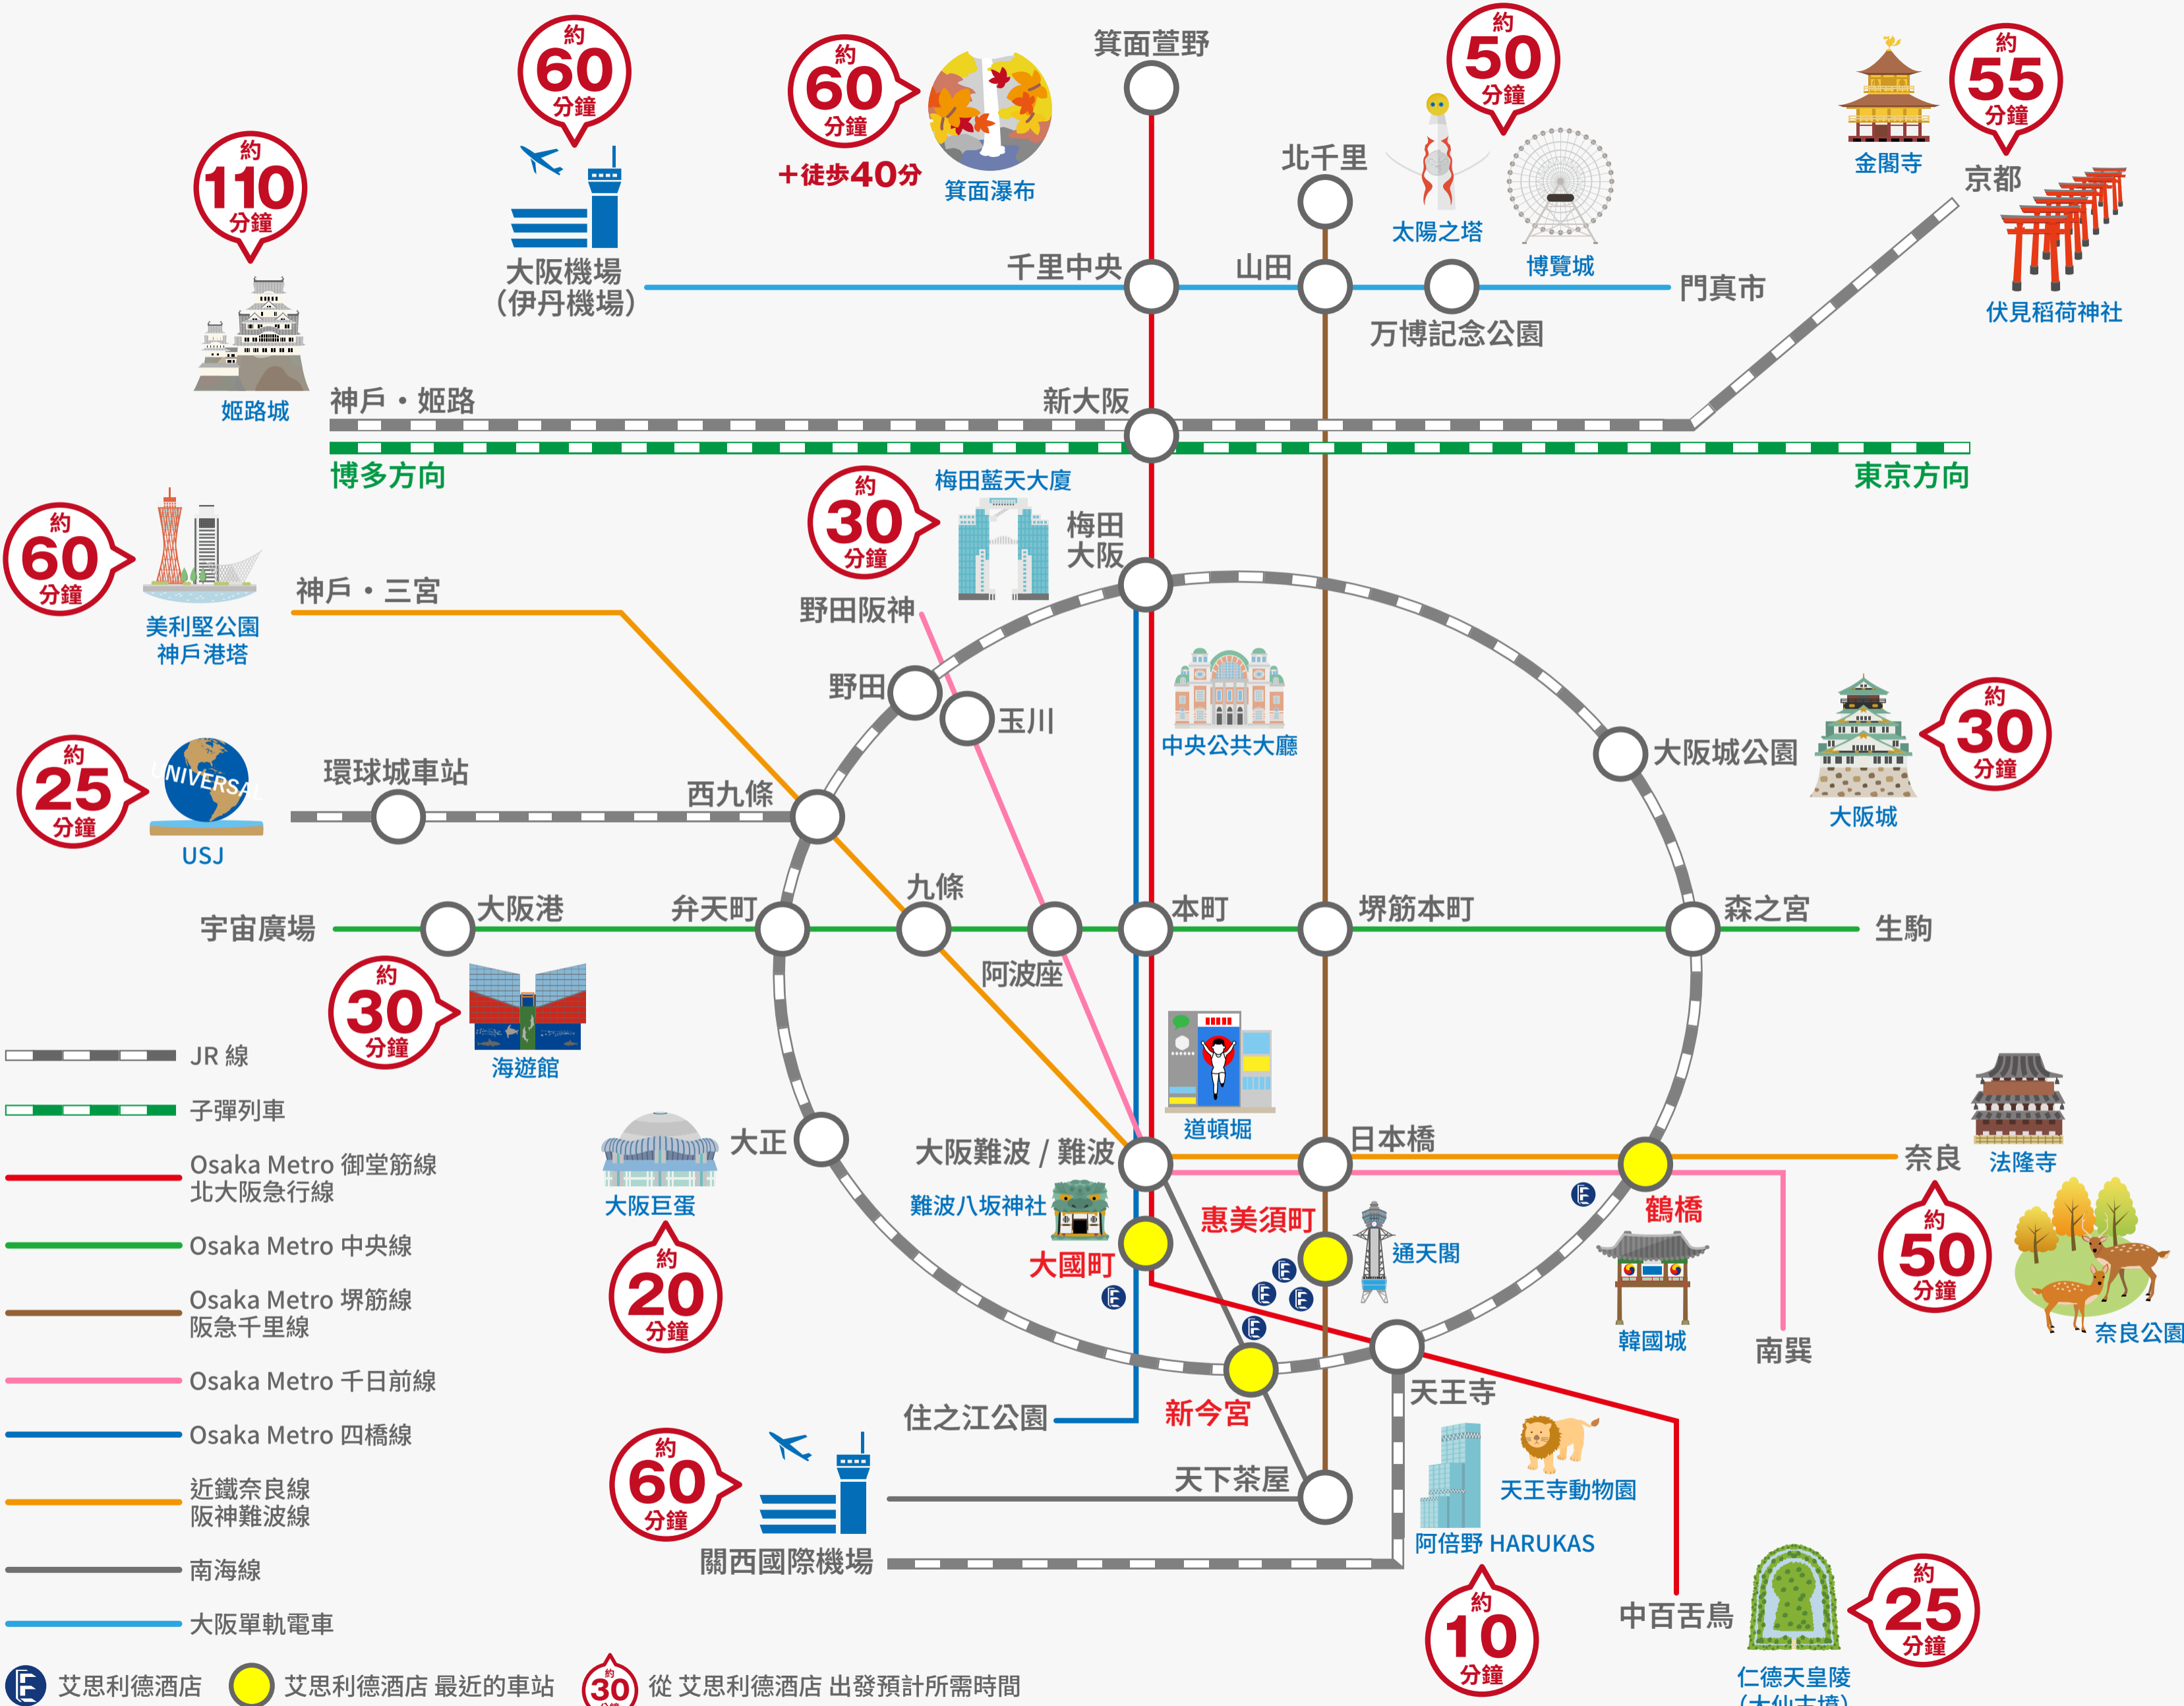 約
60
分鐘
約
60
分鐘
+徒歩40分
箕面瀑布
箕面萱野
約
50
分鐘
約
55
分鐘
金閣寺
京都
伏見稻荷神社
約
110
分鐘
姬路城
大阪機場
（伊丹機場）
千里中央
北千里
山田
太陽之塔
博覽城
万博記念公園
門真市
神戶・姬路
新大阪
博多方向
東京方向
約
60
分鐘
美利堅公園
神戶港塔
神戶・三宮
約
30
分鐘
梅田藍天大廈
梅田
大阪
野田阪神
野田
玉川
中央公共大廳
大阪城公園
約
30
分鐘
大阪城
約
25
分鐘
UNIVERSAL
USJ
環球城車站
西九條
宇宙廣場
大阪港
弁天町
九條
阿波座
本町
堺筋本町
森之宮
生駒
約
30
分鐘
海遊館
道頓堀
大阪巨蛋
大正
約
20
分鐘
大阪難波 / 難波
難波八坂神社
日本橋
大國町
惠美須町
通天閣
鶴橋
韓國城
奈良
法隆寺
約
50
分鐘
奈良公園
南巽
住之江公園
新今宮
天王寺
天下茶屋
約
60
分鐘
關西國際機場
天王寺動物園
阿倍野 HARUKAS
約
10
分鐘
中百舌鳥
約
25
分鐘
仁德天皇陵
（大仙古墳）
JR 線
子彈列車
Osaka Metro 御堂筋線
北大阪急行線
Osaka Metro 中央線
Osaka Metro 堺筋線
阪急千里線
Osaka Metro 千日前線
Osaka Metro 四橋線
近鐵奈良線
阪神難波線
南海線
大阪單軌電車
艾思利德酒店
艾思利德酒店 最近的車站
約
30
分鐘
從 艾思利德酒店 出發預計所需時間